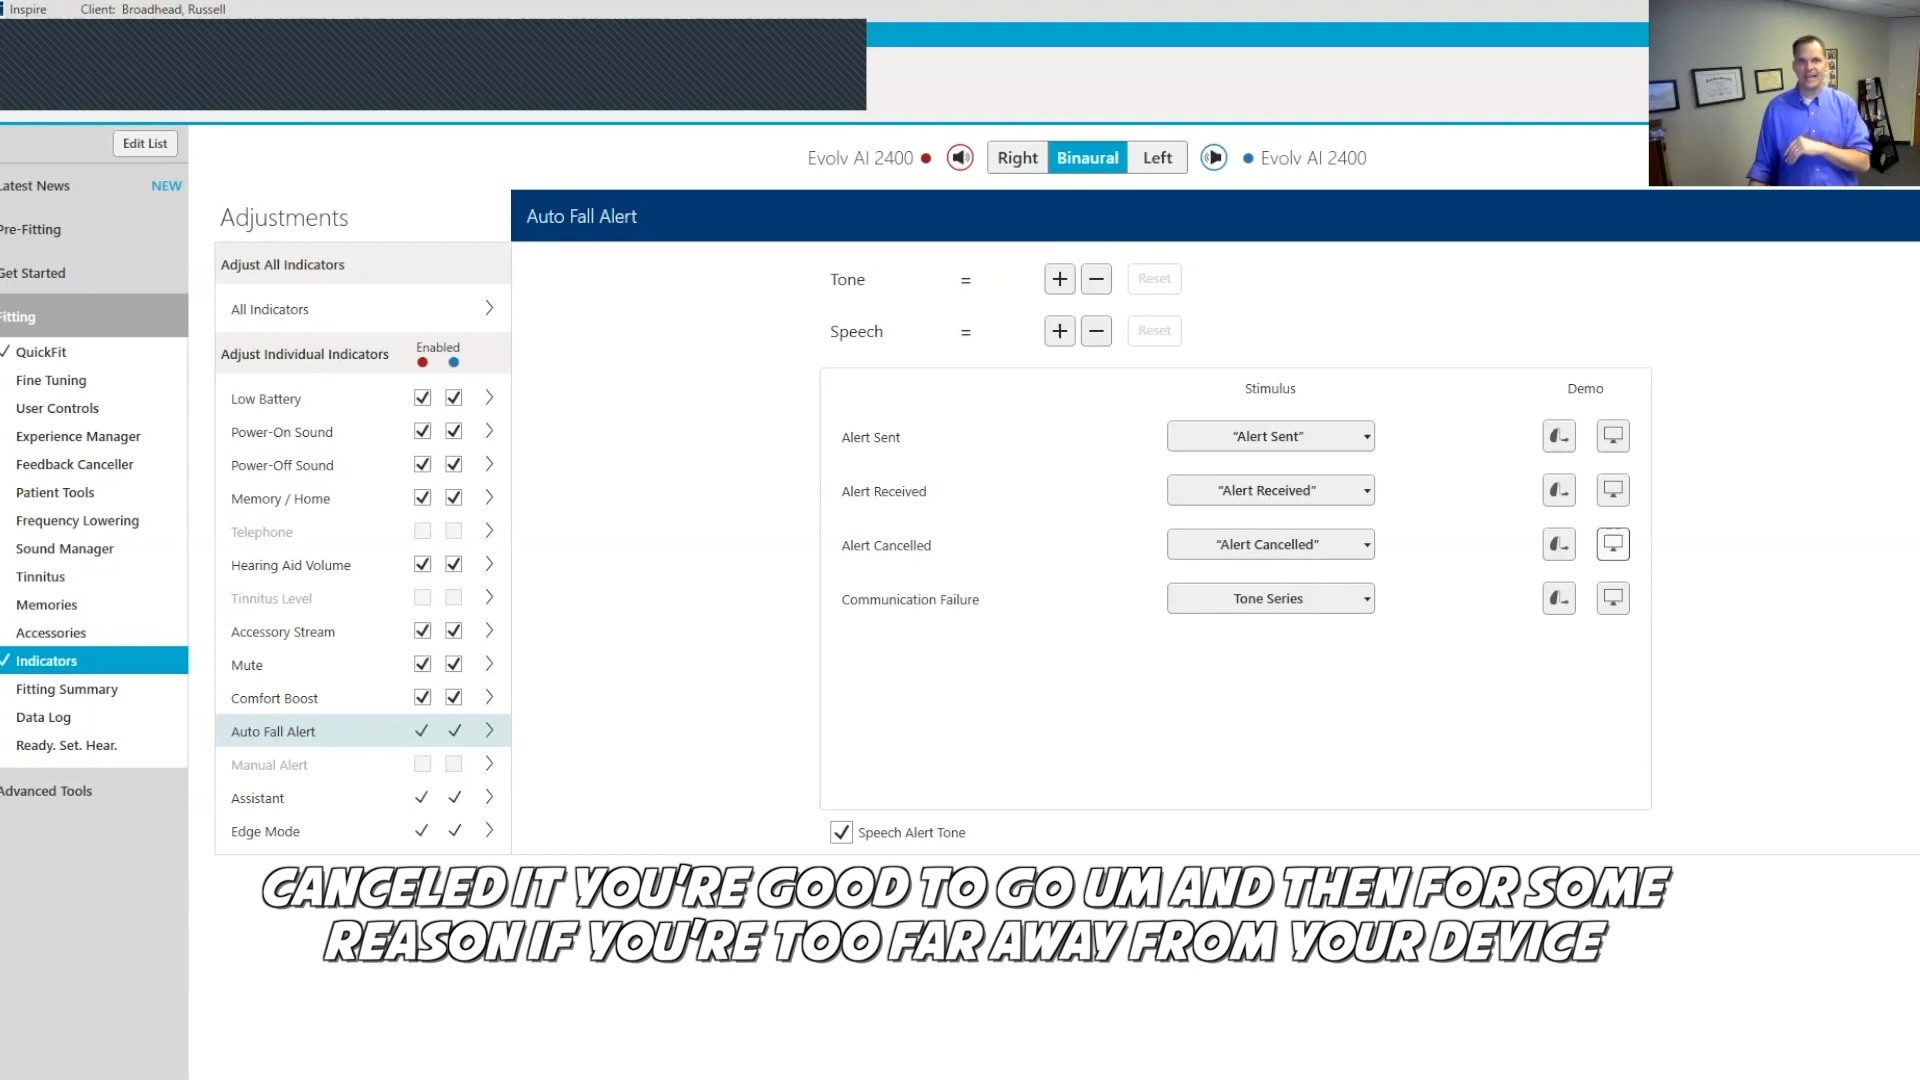 Inspire Client: Broadhead, Russell
Edit List
Latest News NEW
Pre-Fitting
Get Started
Fitting
QuickFit
Fine Tuning
User Controls
Experience Manager
Feedback Canceller
Patient Tools
Frequency Lowering
Sound Manager
Tinnitus
Memories
Accessories
Indicators
Fitting Summary
Data Log
Ready. Set. Hear.
Advanced Tools
Evolv AI 2400 Right Binaural Left Evolv AI 2400
Adjustments
Adjust All Indicators
All Indicators
Adjust Individual Indicators Enabled
Low Battery
Power-On Sound
Power-Off Sound
Memory / Home
Telephone
Hearing Aid Volume
Tinnitus Level
Accessory Stream
Mute
Comfort Boost
Auto Fall Alert
Manual Alert
Assistant
Edge Mode
Auto Fall Alert
Tone = + − Reset
Speech = + − Reset
Stimulus Demo
Alert Sent “Alert Sent”
Alert Received “Alert Received”
Alert Cancelled “Alert Cancelled”
Communication Failure Tone Series
Speech Alert Tone
CANCELED IT YOU'RE GOOD TO GO UM AND THEN FOR SOME
REASON IF YOU'RE TOO FAR AWAY FROM YOUR DEVICE